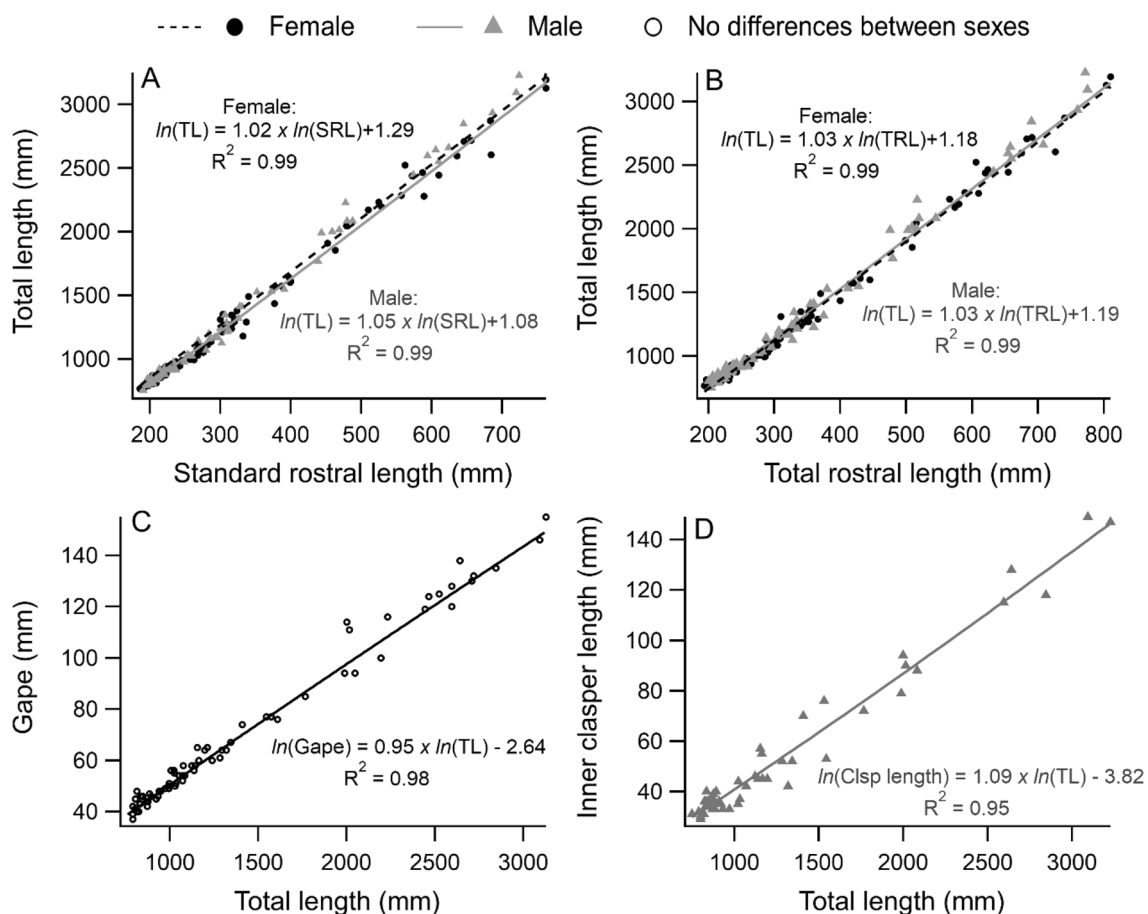 Female Male No differences between sexes
A
Total length (mm)
3000
2500
2000
1500
1000
Female:
ln(TL) = 1.02 x ln(SRL)+1.29
R² = 0.99
Male:
ln(TL) = 1.05 x ln(SRL)+1.08
R² = 0.99
200 300 400 500 600 700
Standard rostral length (mm)
B
Total length (mm)
3000
2500
2000
1500
1000
Female:
ln(TL) = 1.03 x ln(TRL)+1.18
R² = 0.99
Male:
ln(TL) = 1.03 x ln(TRL)+1.19
R² = 0.99
200 300 400 500 600 700 800
Total rostral length (mm)
C
Gape (mm)
140
120
100
80
60
40
ln(Gape) = 0.95 x ln(TL) - 2.64
R² = 0.98
1000 1500 2000 2500 3000
Total length (mm)
D
Inner clasper length (mm)
140
120
100
80
60
40
ln(Clsp length) = 1.09 x ln(TL) - 3.82
R² = 0.95
1000 1500 2000 2500 3000
Total length (mm)